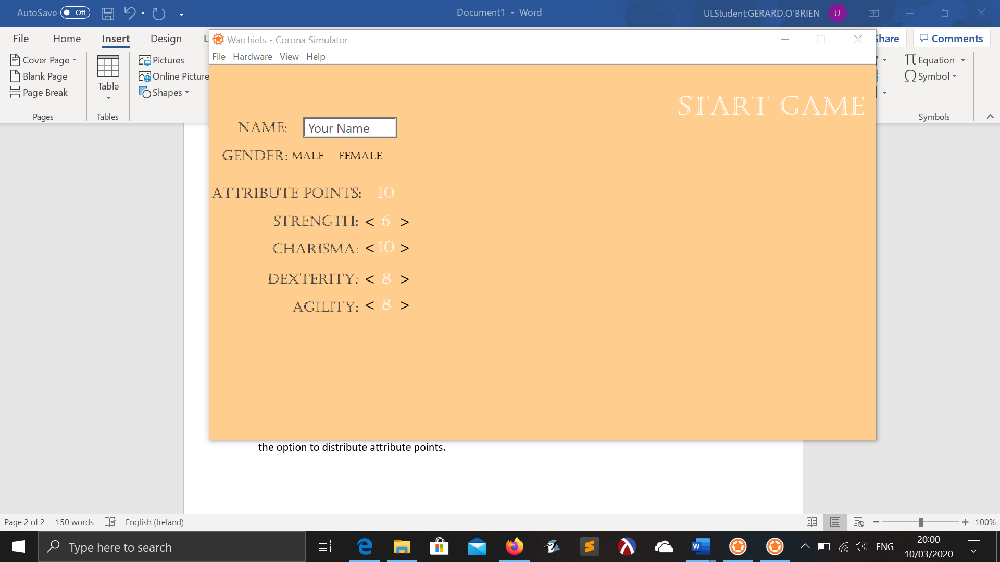 AutoSave Off Document1 - Word ULStudent:GERARD.O'BRIEN U
File Home Insert Design Share Comments
Warchiefs - Corona Simulator
File Hardware View Help
Cover Page
Blank Page
Page Break
Pages
Table
Tables
Pictures
Online Picture
Shapes
Equation
Symbol
Symbols
START GAME
NAME: Your Name
GENDER: MALE FEMALE
ATTRIBUTE POINTS: 10
STRENGTH: < 6 >
CHARISMA: < 10 >
DEXTERITY: < 8 >
AGILITY: < 8 >
the option to distribute attribute points.
Page 2 of 2 150 words English (Ireland) 100%
Type here to search ENG 20:00
10/03/2020